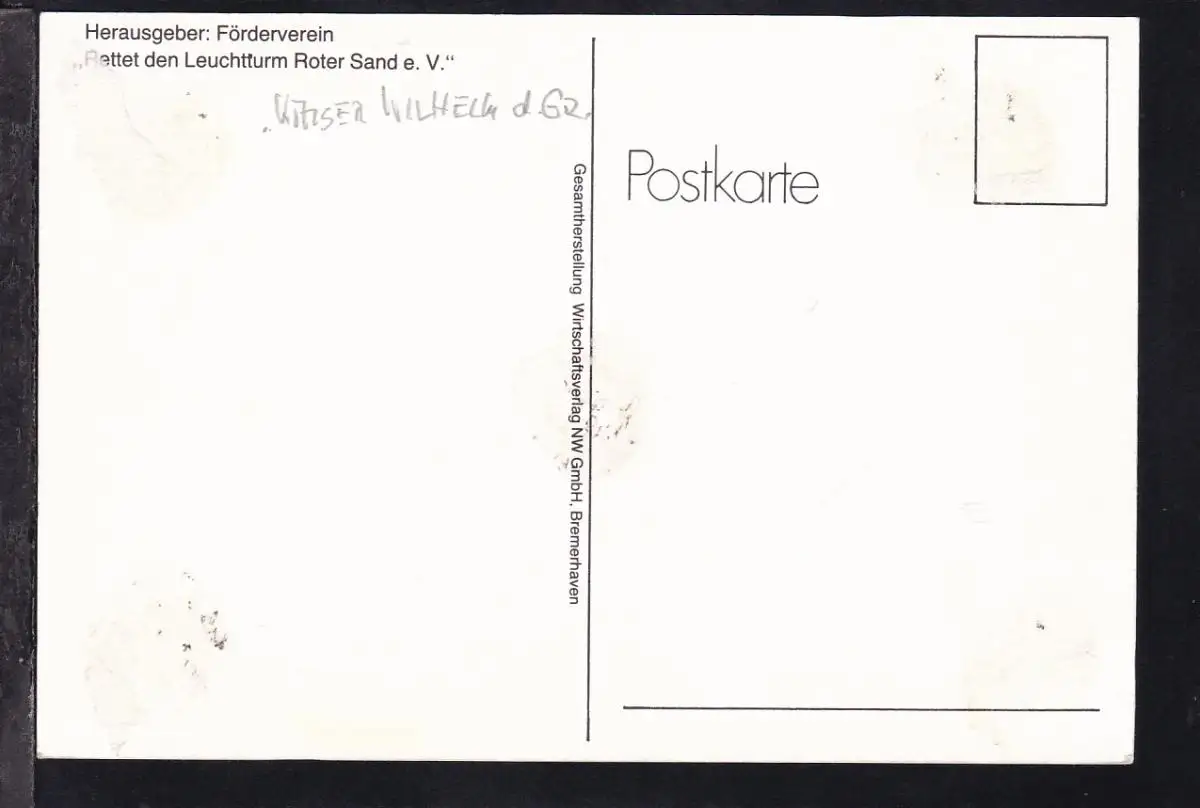 Herausgeber: Förderverein
„Rettet den Leuchtturm Roter Sand e. V.“
„KAISER WILHELM d. GR.
Postkarte
Gesamtherstellung Wirtschaftsverlag NW GmbH, Bremerhaven